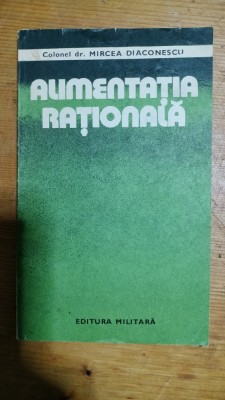 Colonel dr. MIRCEA DIACONESCU
ALIMENTAȚIA
RAȚIONALĂ
EDITURA MILITARĂ